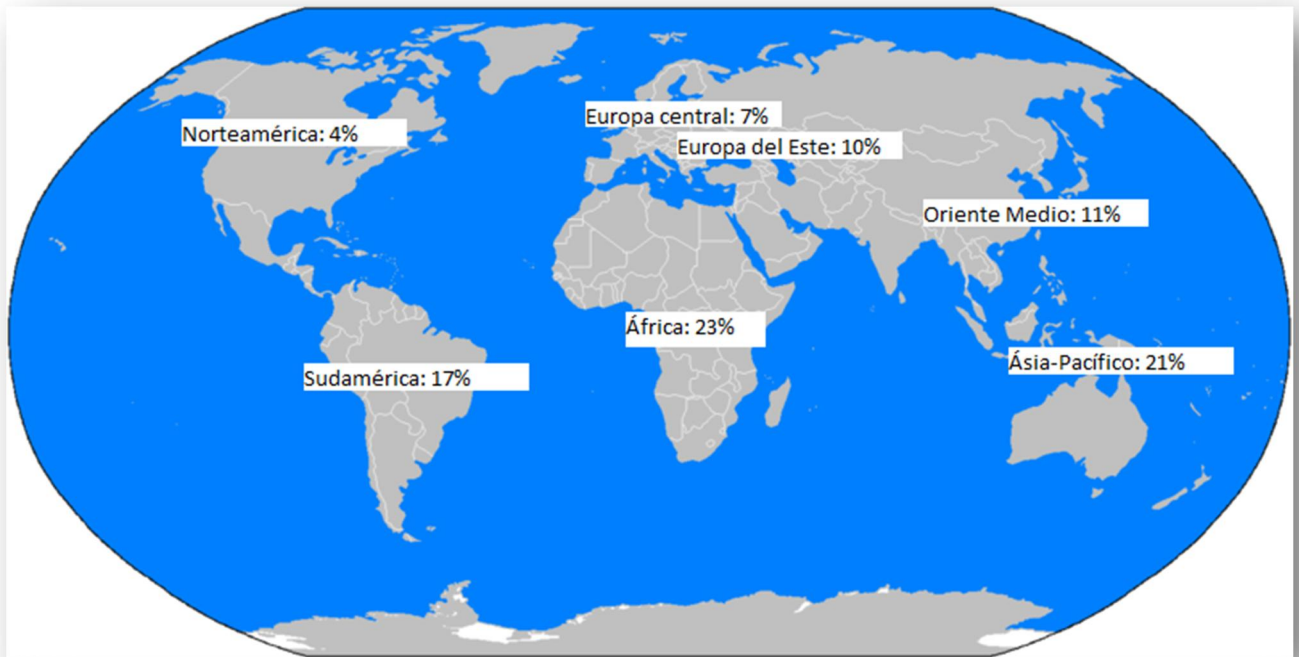 Europa central: 7%
Norteamérica: 4%
Europa del Este: 10%
Oriente Medio: 11%
África: 23%
Ásia-Pacífico: 21%
Sudamérica: 17%